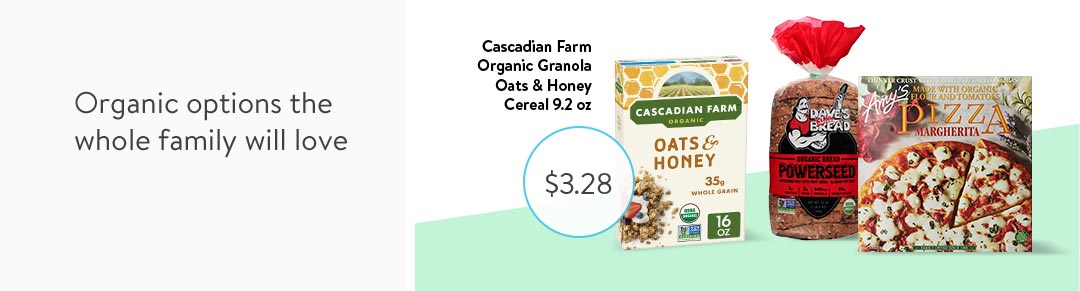 Organic options the
whole family will love
Cascadian Farm
Organic Granola
Oats & Honey
Cereal 9.2 oz
$3.28
CASCADIAN FARM
ORGANIC
OATS &
HONEY
35g
WHOLE GRAIN
USDA
ORGANIC
16
OZ
DAVE'S
BREAD
ORGANIC BREAD
POWERSEED
Amy's
MADE WITH ORGANIC
FLOUR AND TOMATOES
PIZZA
MARGHERITA